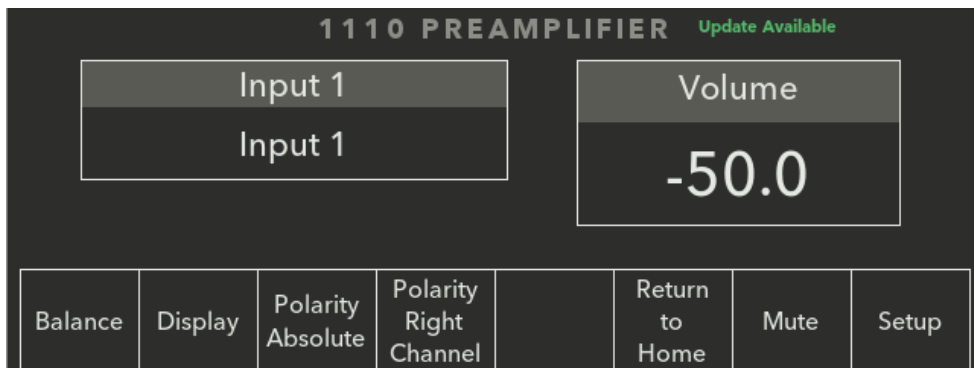 1110 PREAMPLIFIER Update Available
Input 1
Input 1
Volume
-50.0
Balance
Display
Polarity
Absolute
Polarity
Right
Channel
Return
to
Home
Mute
Setup